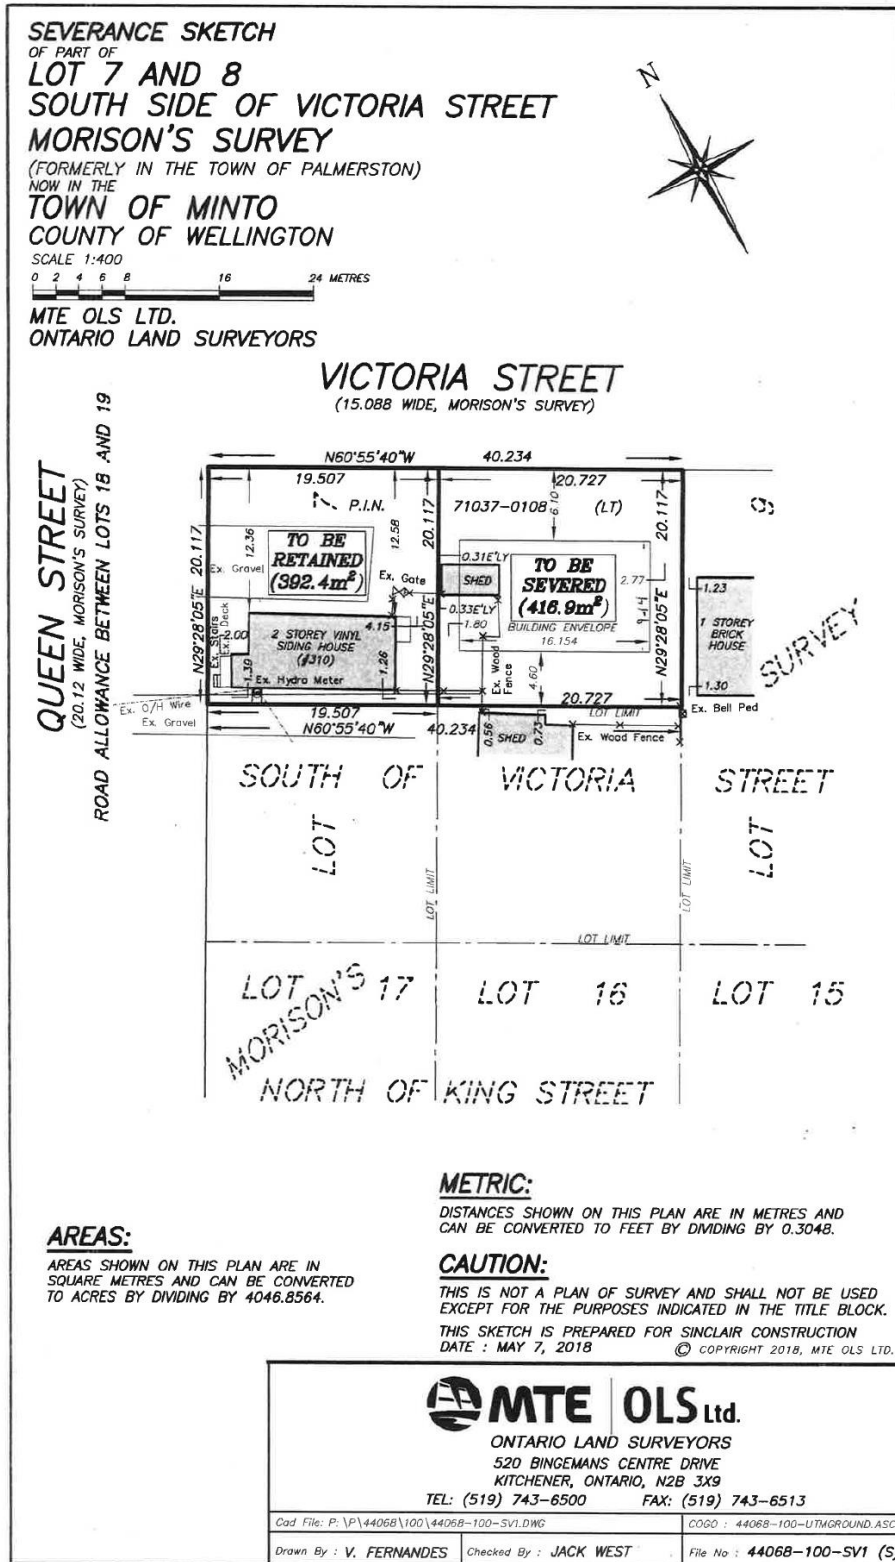 SEVERANCE SKETCH
OF PART OF
LOT 7 AND 8
SOUTH SIDE OF VICTORIA STREET
MORISON'S SURVEY
(FORMERLY IN THE TOWN OF PALMERSTON)
NOW IN THE
TOWN OF MINTO
COUNTY OF WELLINGTON
SCALE 1:400
0 2 4 6 8 16 24 METRES
MTE OLS LTD.
ONTARIO LAND SURVEYORS
N
VICTORIA STREET
(15.088 WIDE, MORISON'S SURVEY)
QUEEN STREET
(20.12 WIDE, MORISON'S SURVEY)
ROAD ALLOWANCE BETWEEN LOTS 18 AND 19
N60°55'40"W 40.234
19.507 20.727
7 P.I.N. 71037-0108 (LT)
N29°28'05"E 20.117
12.36
12.58
20.117
N29°28'05"E
6.10
20.117
N29°28'05"E
TO BE
RETAINED
(392.4m²)
Ex. Gravel
Ex. Gate
0.31E'LY
SHED
0.33E'LY
1.80
TO BE
SEVERED
(416.9m²)
2.77
9.14
BUILDING ENVELOPE
16.154
4.60
Ex. Wood
Fence
Ex. Stairs
Ex. Deck
2.00
4.15
2 STOREY VINYL
SIDING HOUSE
(#310)
1.39
1.26
Ex. Hydro Meter
1.23
1 STOREY
BRICK
HOUSE
1.30
SURVEY
Ex. Bell Ped
Ex. O/H Wire
Ex. Gravel
19.507 20.727
LOT LIMIT
N60°55'40"W 40.234
0.56
SHED
0.73
Ex. Wood Fence
SOUTH OF VICTORIA STREET
LOT
LOT
LOT LIMIT
LOT LIMIT
LOT LIMIT
LOT 17 LOT 16 LOT 15
MORISON'S
NORTH OF KING STREET
METRIC:
DISTANCES SHOWN ON THIS PLAN ARE IN METRES AND
CAN BE CONVERTED TO FEET BY DIVIDING BY 0.3048.
AREAS:
AREAS SHOWN ON THIS PLAN ARE IN
SQUARE METRES AND CAN BE CONVERTED
TO ACRES BY DIVIDING BY 4046.8564.
CAUTION:
THIS IS NOT A PLAN OF SURVEY AND SHALL NOT BE USED
EXCEPT FOR THE PURPOSES INDICATED IN THE TITLE BLOCK.
THIS SKETCH IS PREPARED FOR SINCLAIR CONSTRUCTION
DATE : MAY 7, 2018 © COPYRIGHT 2018, MTE OLS LTD.
MTE OLS Ltd.
ONTARIO LAND SURVEYORS
520 BINGEMANS CENTRE DRIVE
KITCHENER, ONTARIO, N2B 3X9
TEL: (519) 743-6500 FAX: (519) 743-6513
Cad File: P:\P\44068\100\44068-100-SV1.DWG COGO : 44068-100-UTMGROUND.ASC
Drawn By : V. FERNANDES Checked By : JACK WEST File No : 44068-100-SV1